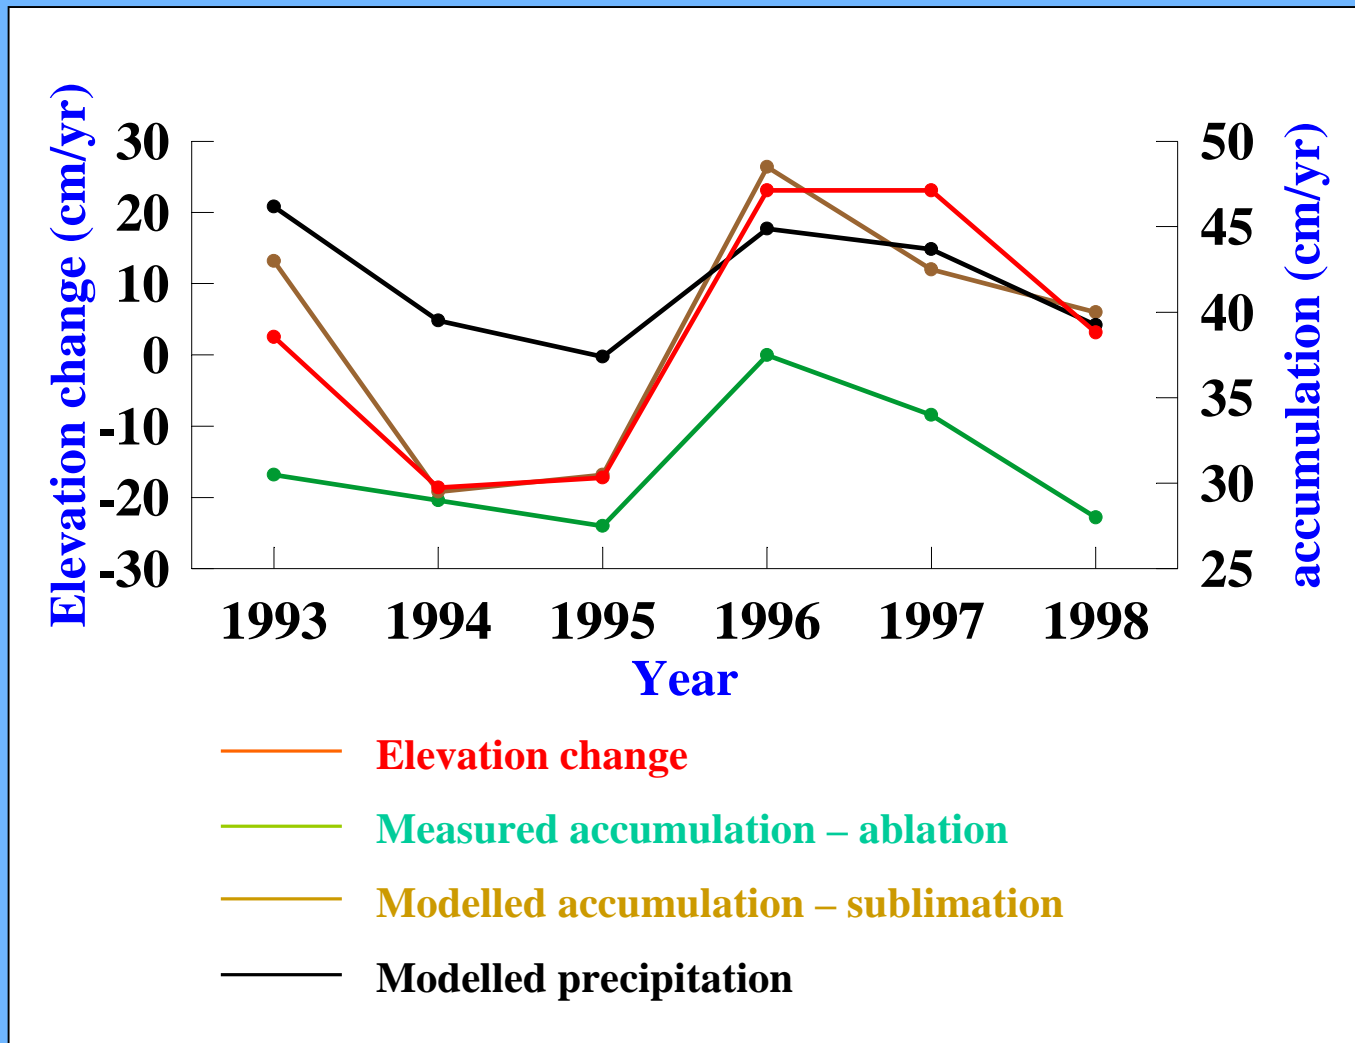 Elevation change (cm/yr)
30
20
10
0
-10
-20
-30
50
45
40
35
30
25
accumulation (cm/yr)
1993 1994 1995 1996 1997 1998
Year
Elevation change
Measured accumulation – ablation
Modelled accumulation – sublimation
Modelled precipitation